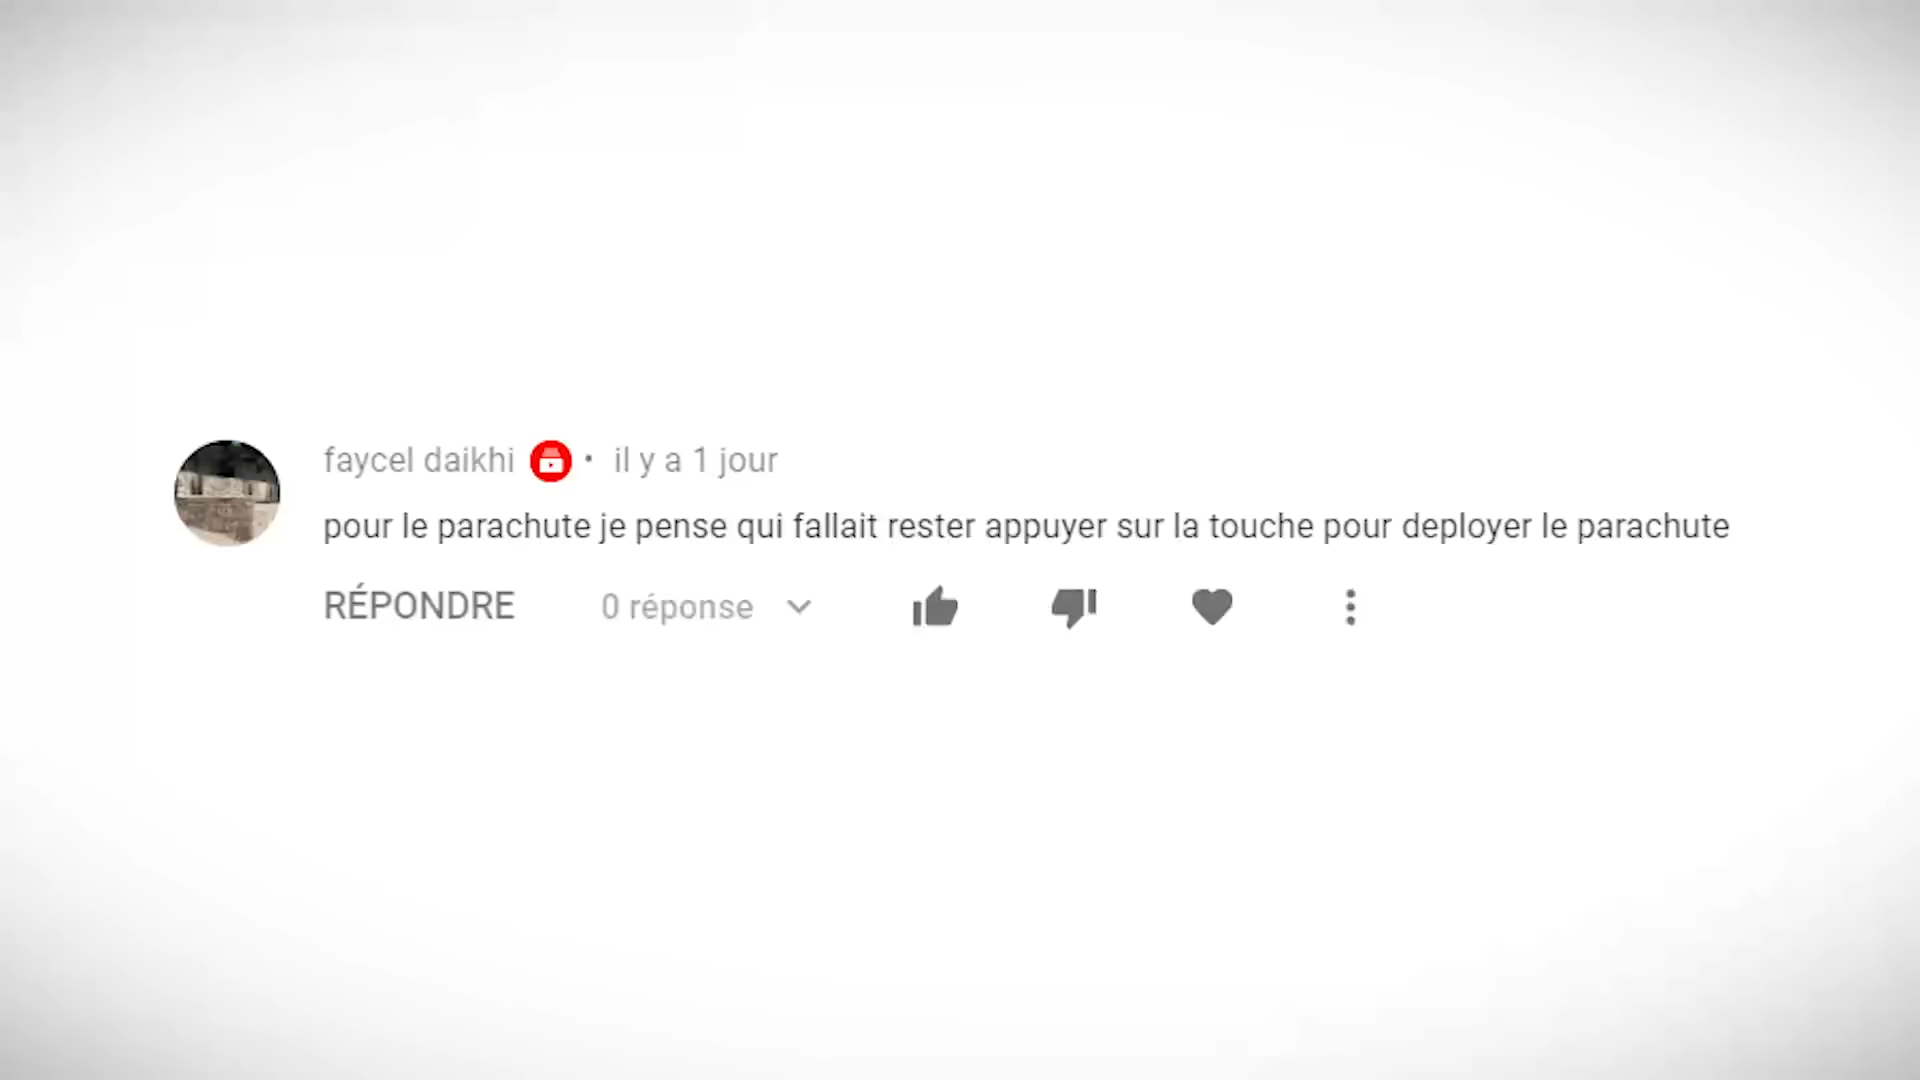 faycel daikhi • il y a 1 jour
pour le parachute je pense qui fallait rester appuyer sur la touche pour deployer le parachute
RÉPONDRE 0 réponse